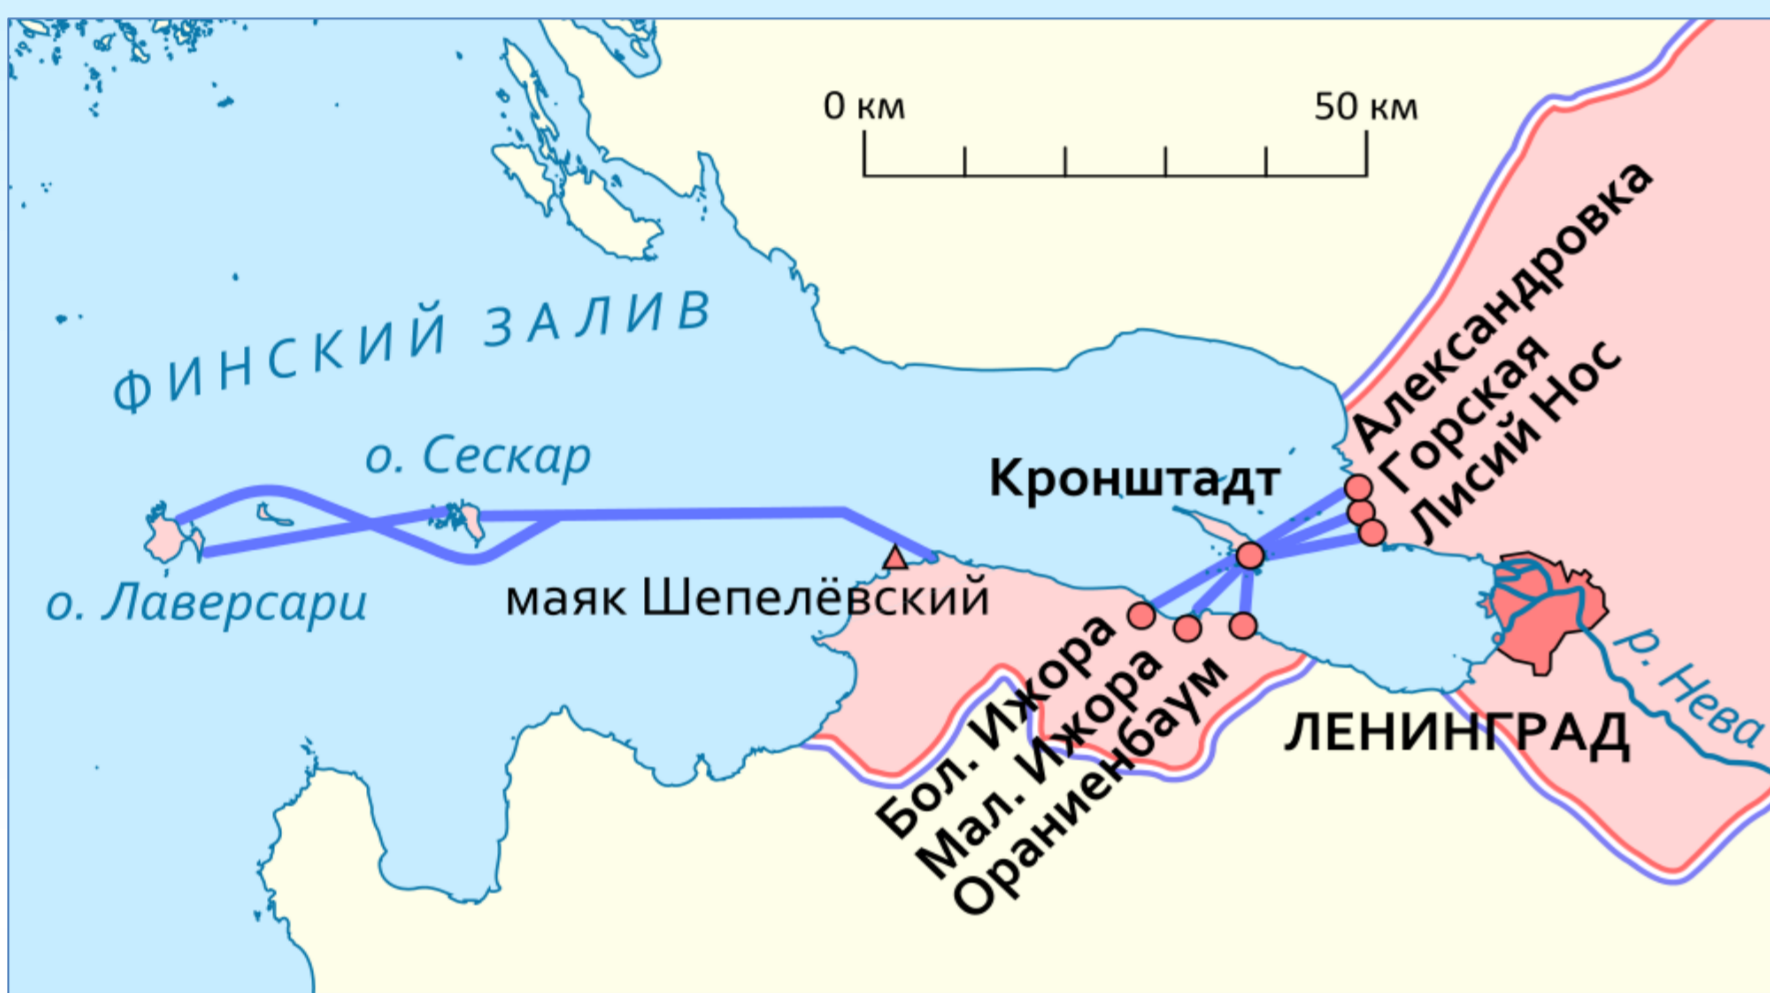 0 км
50 км
Александровка
Горская
Лисий Нос
ФИНСКИЙ ЗАЛИВ
о. Сескар
Кронштадт
о. Лаверсари
маяк Шепелёвский
Бол. Ижора
Мал. Ижора
Ораниенбаум
ЛЕНИНГРАД
р. Нева